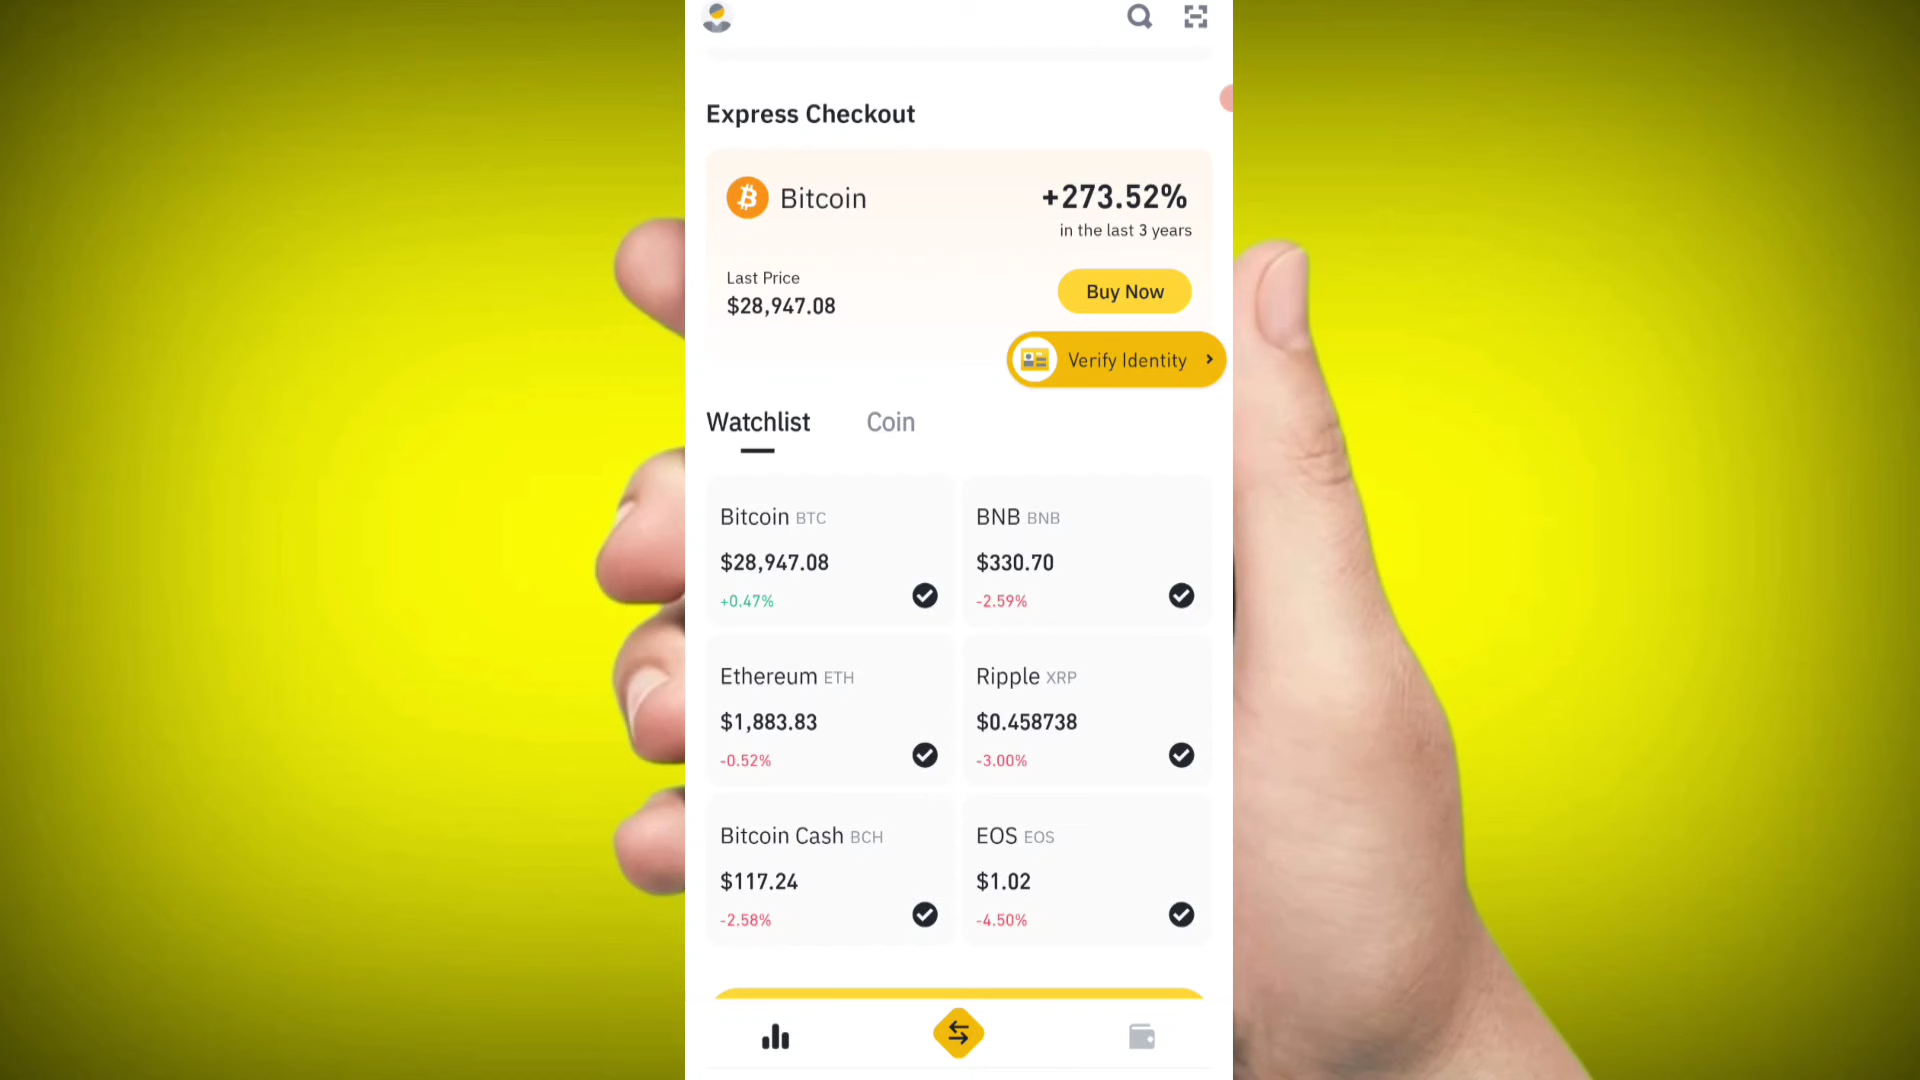 Express Checkout
Bitcoin
+273.52%
in the last 3 years
Last Price
$28,947.08
Buy Now
Verify Identity
Watchlist
Coin
Bitcoin BTC
$28,947.08
+0.47%
BNB BNB
$330.70
-2.59%
Ethereum ETH
$1,883.83
-0.52%
Ripple XRP
$0.458738
-3.00%
Bitcoin Cash BCH
$117.24
-2.58%
EOS EOS
$1.02
-4.50%